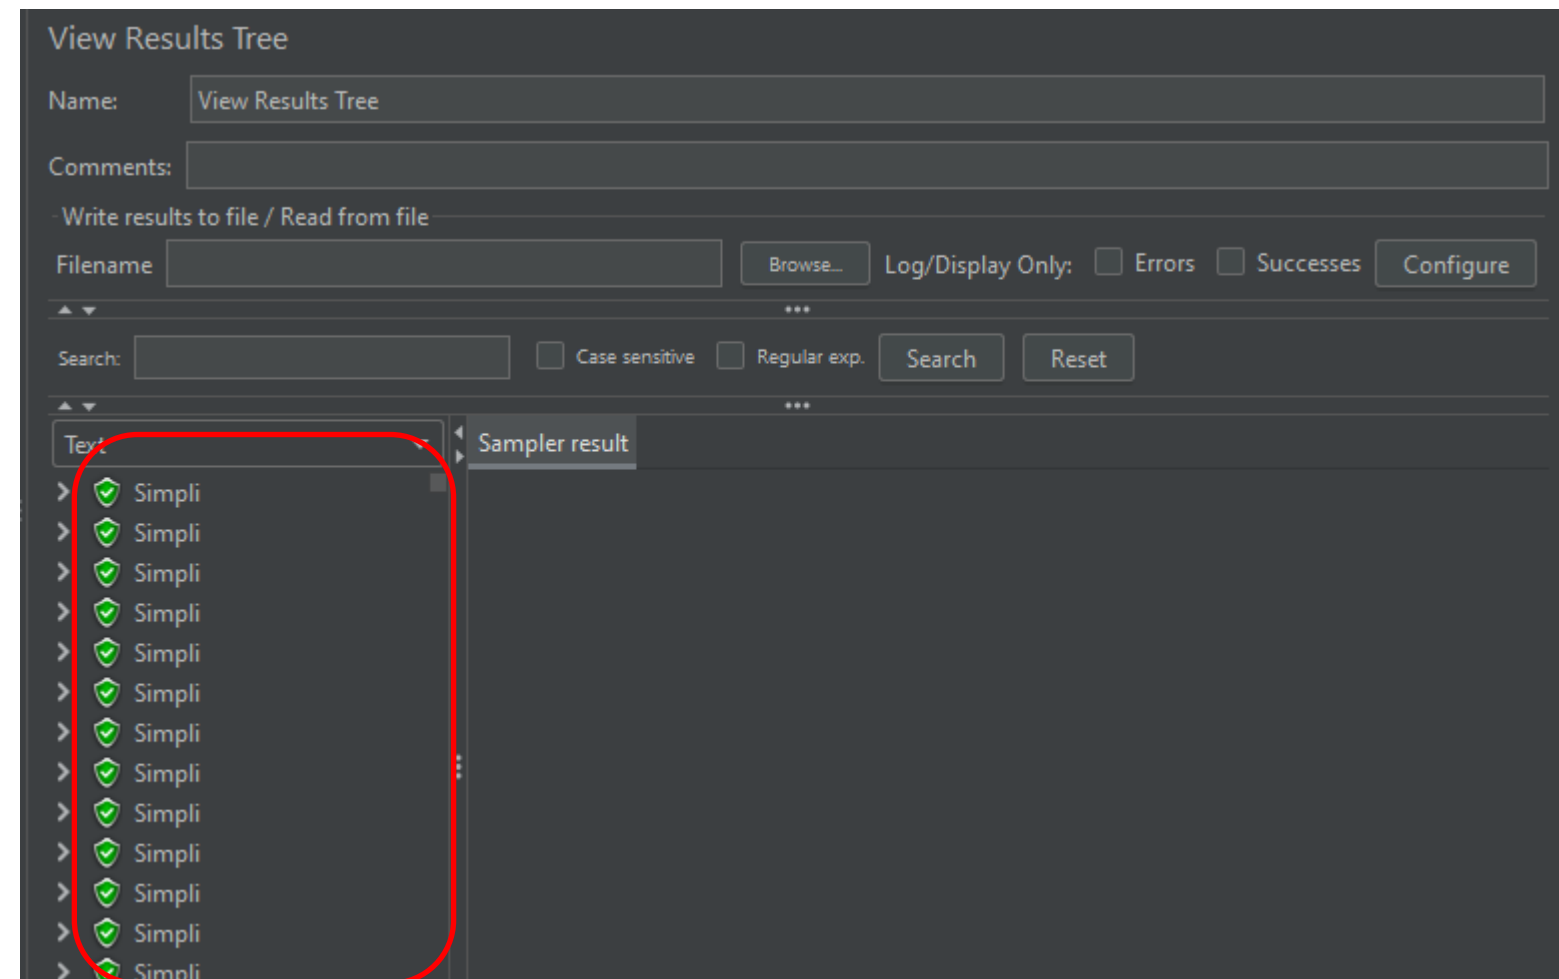 View Results Tree
Name: View Results Tree
Comments:
Write results to file / Read from file
Filename Browse... Log/Display Only: Errors Successes Configure
Search: Case sensitive Regular exp. Search Reset
Text Sampler result
Simpli
Simpli
Simpli
Simpli
Simpli
Simpli
Simpli
Simpli
Simpli
Simpli
Simpli
Simpli
Simpli